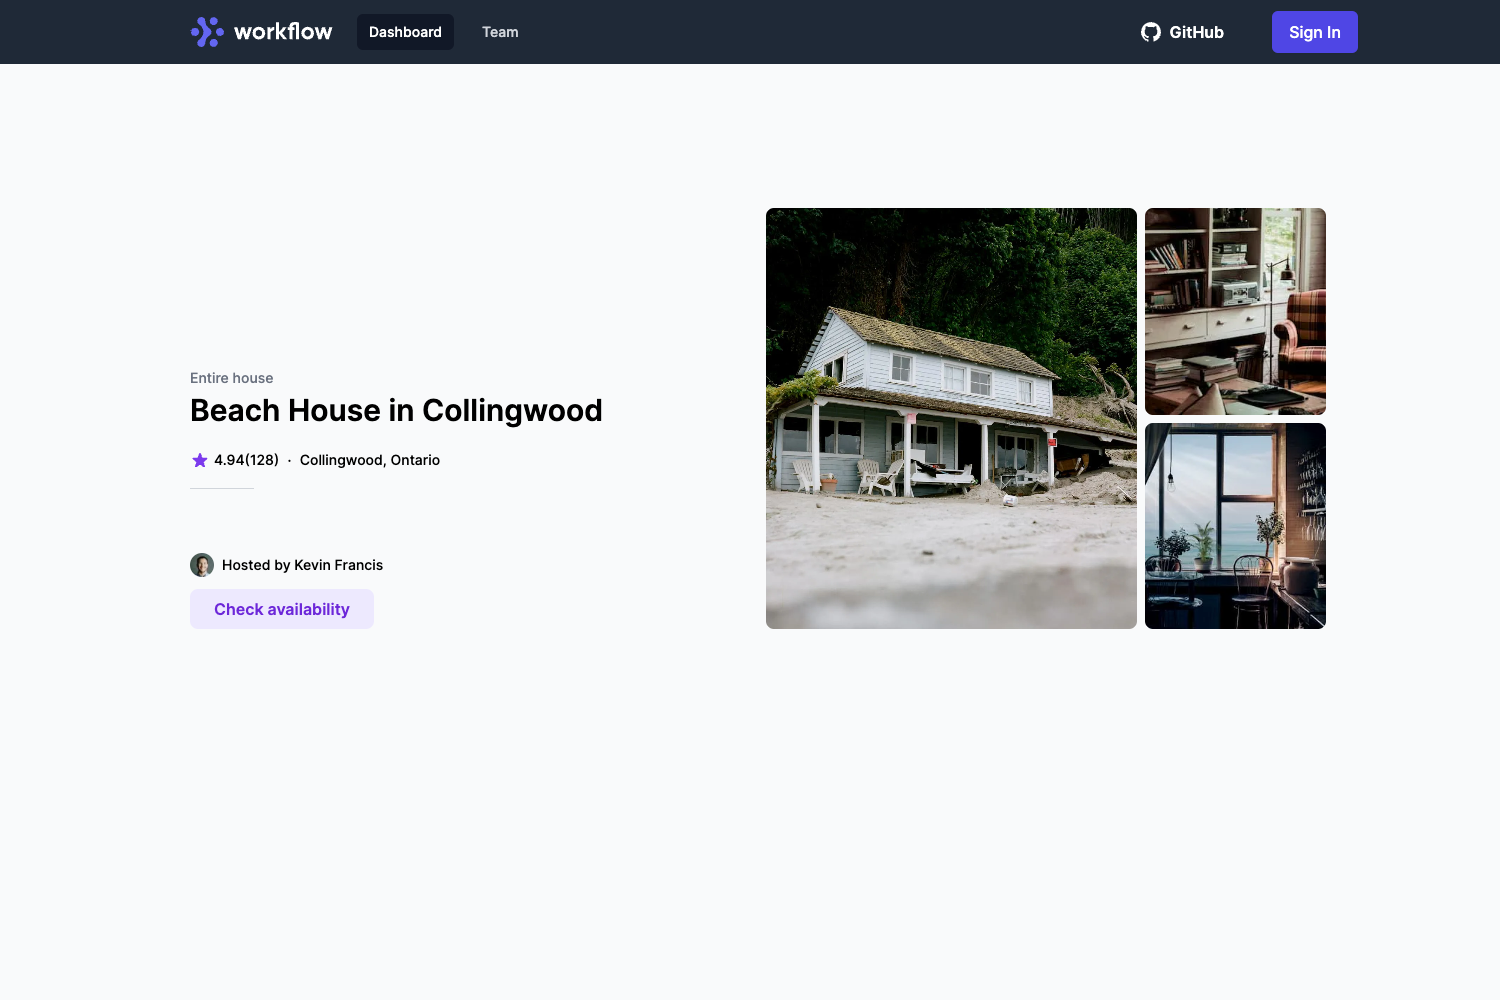 workflow
Dashboard
Team
GitHub
Sign In
Entire house
Beach House in Collingwood
4.94(128) · Collingwood, Ontario
Hosted by Kevin Francis
Check availability